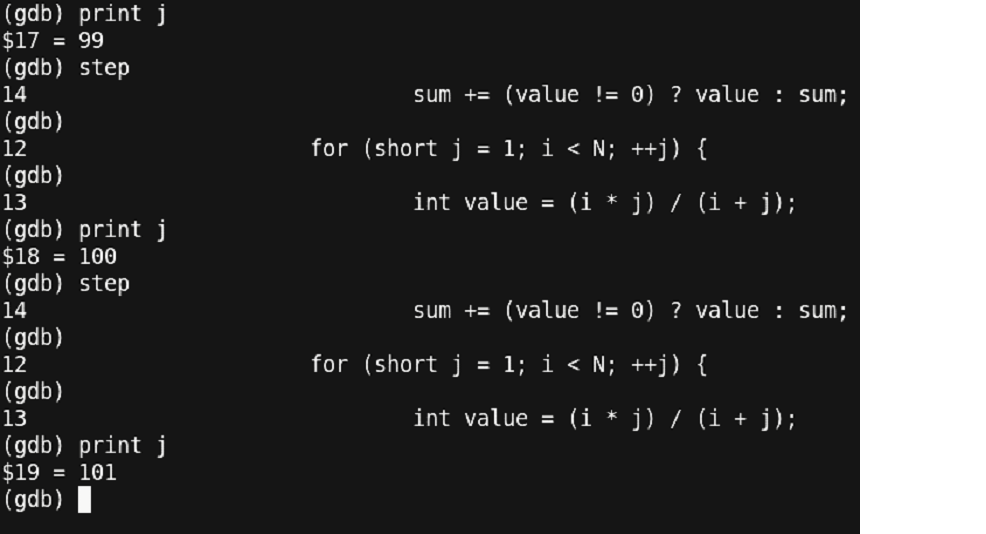 (gdb) print j
$17 = 99
(gdb) step
14 sum += (value != 0) ? value : sum;
(gdb)
12 for (short j = 1; i < N; ++j) {
(gdb)
13 int value = (i * j) / (i + j);
(gdb) print j
$18 = 100
(gdb) step
14 sum += (value != 0) ? value : sum;
(gdb)
12 for (short j = 1; i < N; ++j) {
(gdb)
13 int value = (i * j) / (i + j);
(gdb) print j
$19 = 101
(gdb)